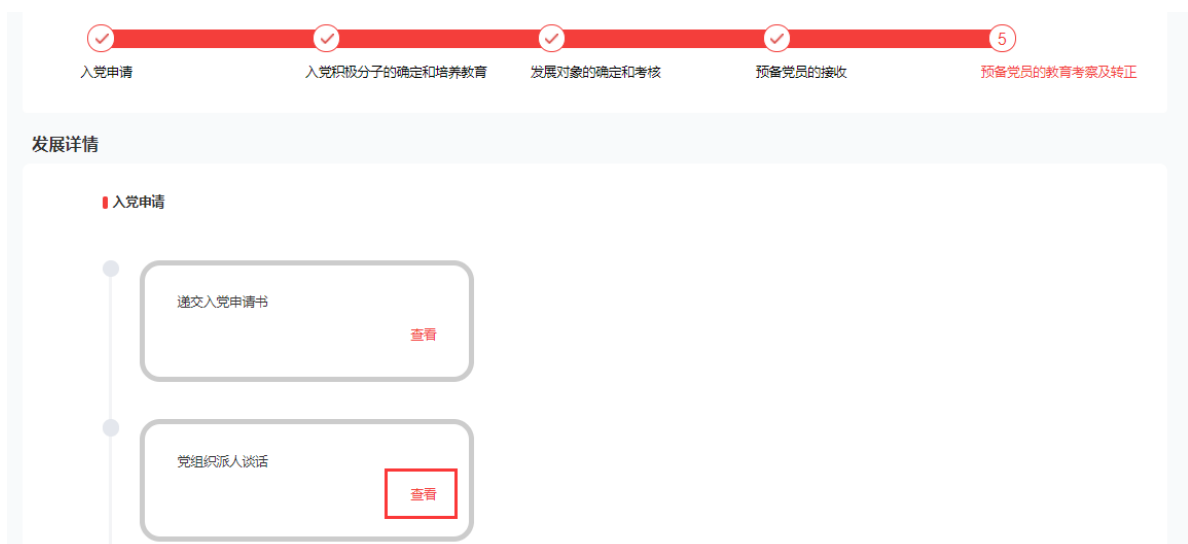 5
入党申请 入党积极分子的确定和培养教育 发展对象的确定和考核 预备党员的接收 预备党员的教育考察及转正
发展详情
入党申请
递交入党申请书
查看
党组织派人谈话
查看